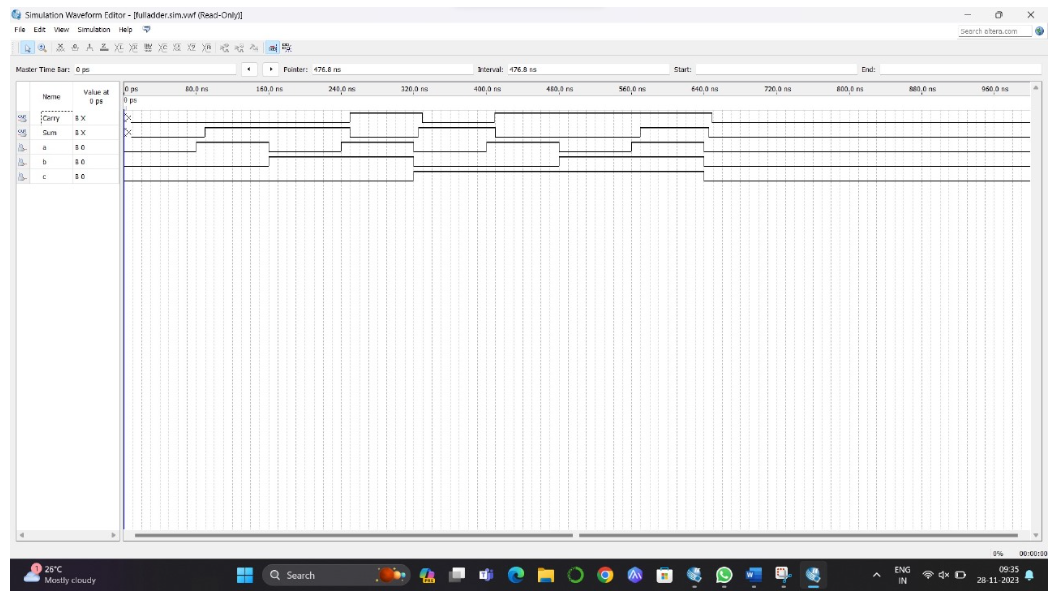 Simulation Waveform Editor - [fulladder.sim.vwf (Read-Only)]
File Edit View Simulation Help
Search altera.com
Master Time Bar: 0 ps
Pointer: 476.8 ns
Interval: 476.8 ns
Start:
End:
Name
Value at
0 ps
0 ps 80.0 ns 160.0 ns 240.0 ns 320.0 ns 400.0 ns 480.0 ns 560.0 ns 640.0 ns 720.0 ns 800.0 ns 880.0 ns 960.0 ns
0 ps
Carry B X
Sum B X
a B 0
b B 0
c B 0
0% 00:00:00
1
26°C
Mostly cloudy
Search
ENG
IN
09:35
28-11-2023